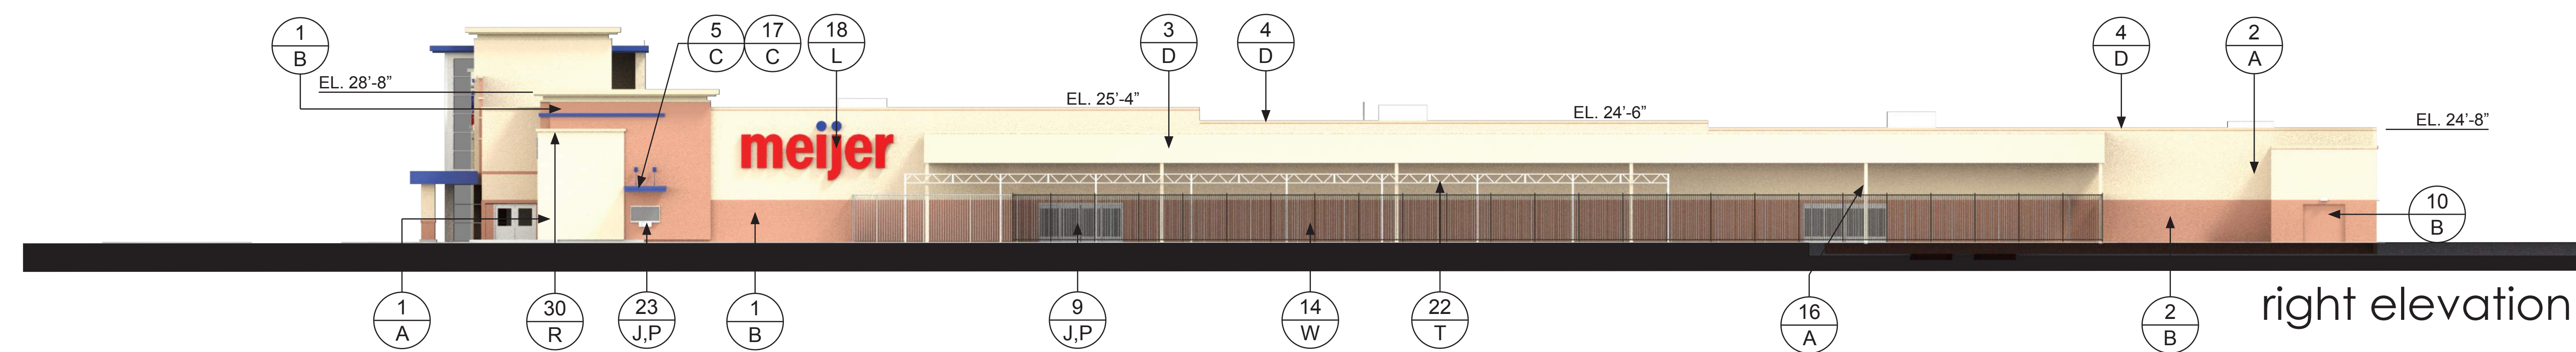 1
B
5
C
17
C
18
L
3
D
4
D
4
D
2
A
EL. 28'-8"
EL. 25'-4"
EL. 24'-6"
EL. 24'-8"
meijer
10
B
1
A
30
R
23
J,P
1
B
9
J,P
14
W
22
T
16
A
2
B
right elevation